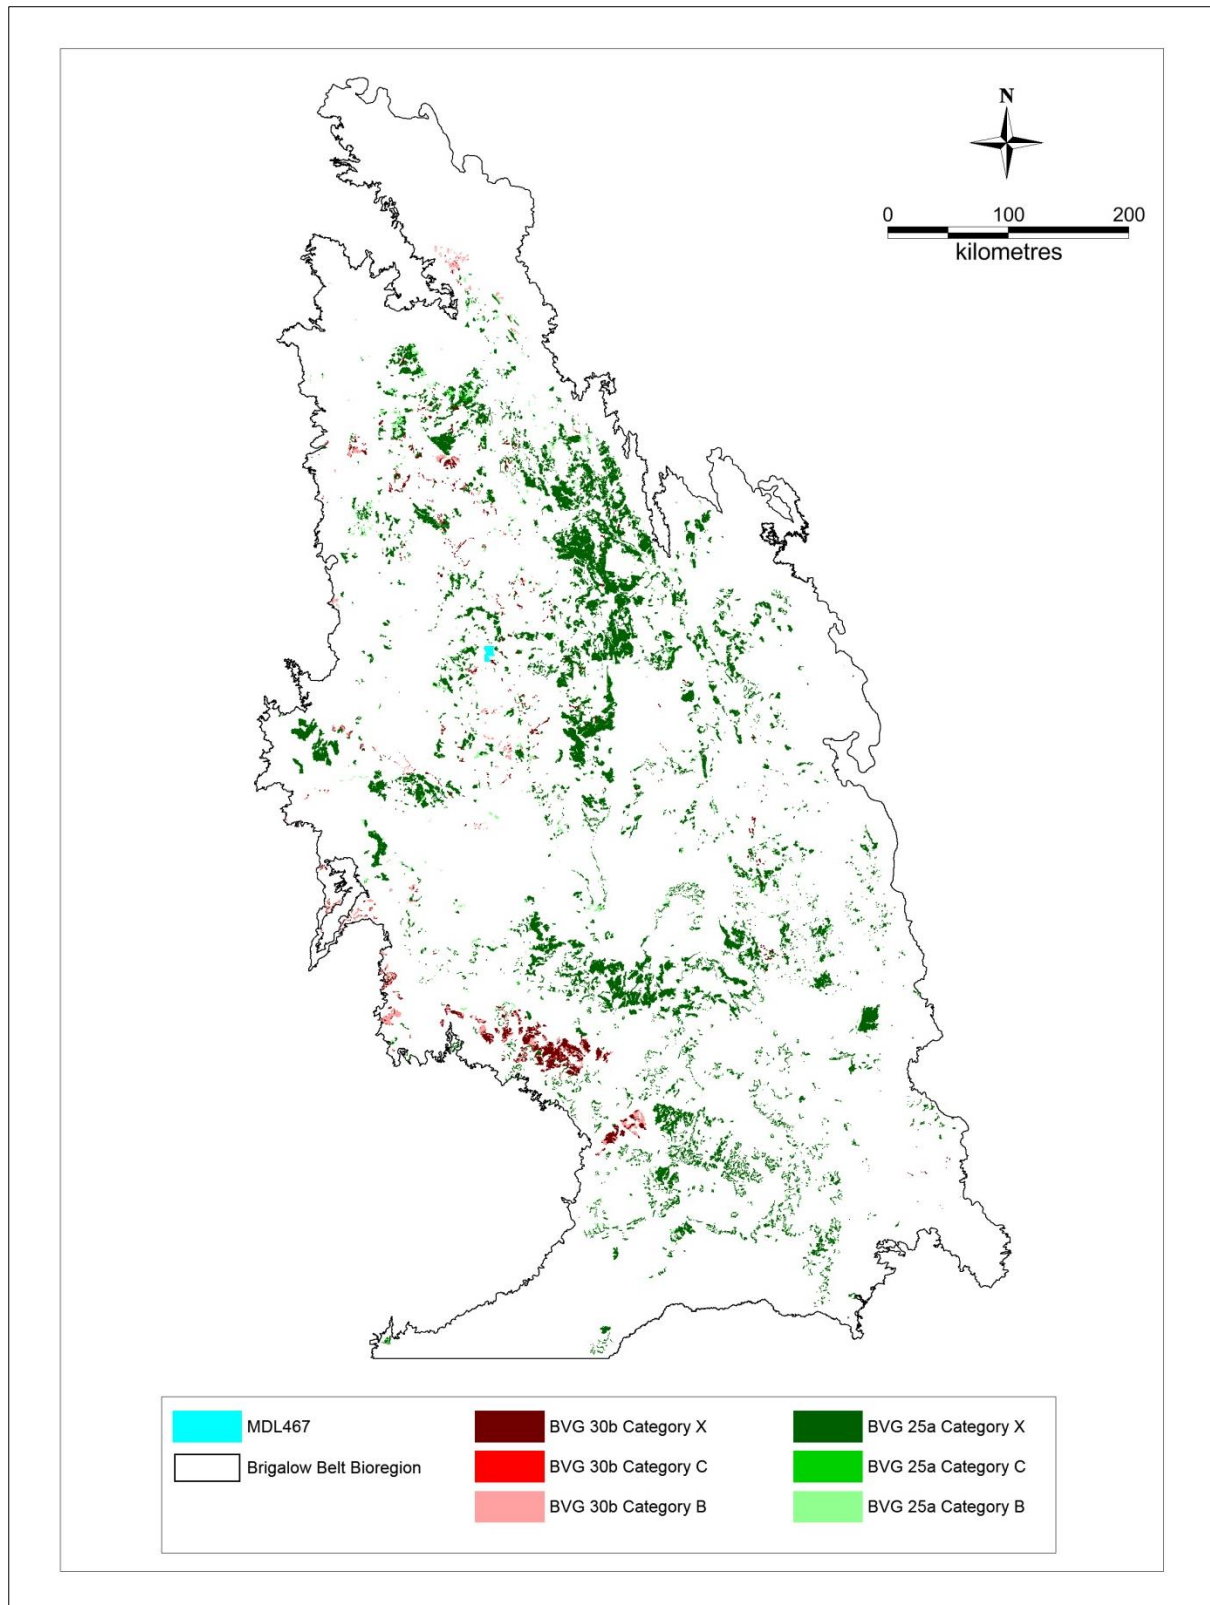 N
0 100 200
kilometres
MDL467 BVG 30b Category X BVG 25a Category X
Brigalow Belt Bioregion BVG 30b Category C BVG 25a Category C
BVG 30b Category B BVG 25a Category B